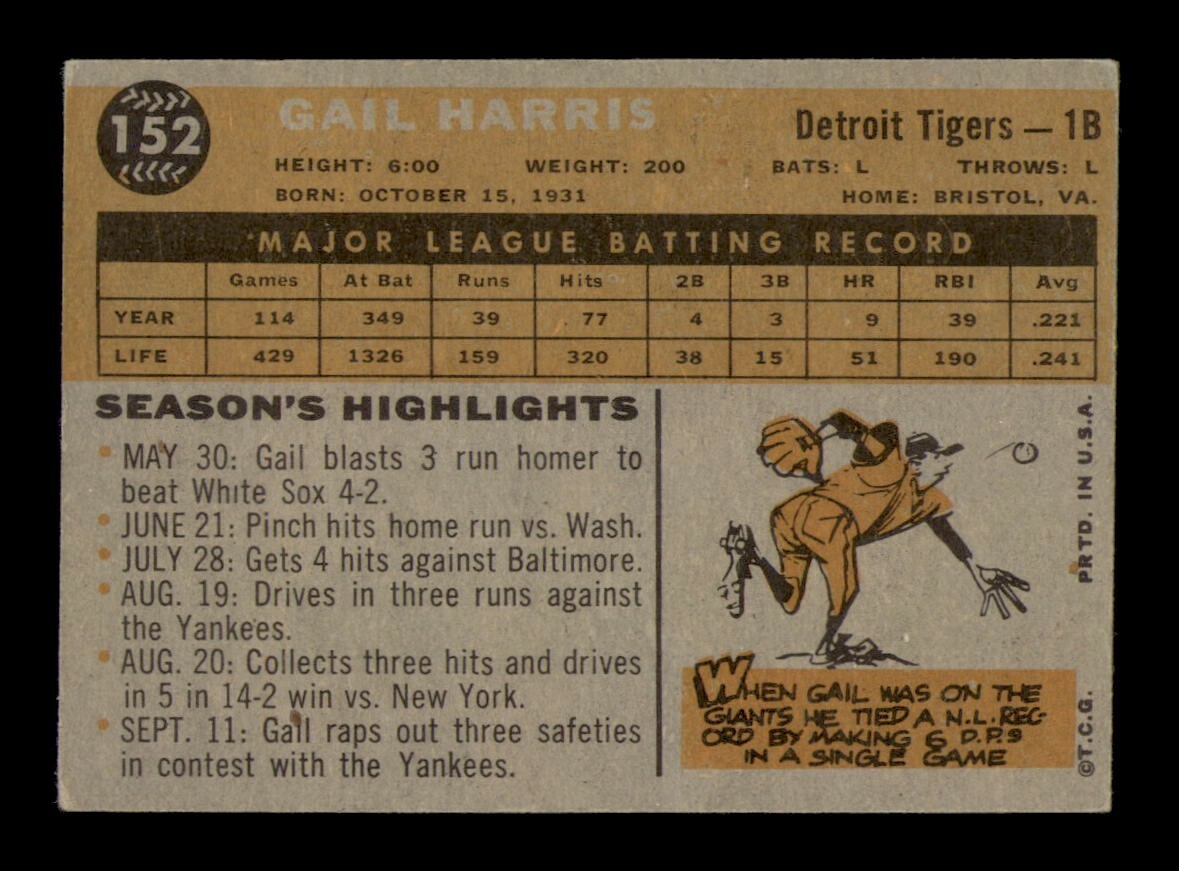 152
GAIL HARRIS
Detroit Tigers — 1B
HEIGHT: 6:00 WEIGHT: 200 BATS: L THROWS: L
BORN: OCTOBER 15, 1931 HOME: BRISTOL, VA.
MAJOR LEAGUE BATTING RECORD
Games At Bat Runs Hits 2B 3B HR RBI Avg
YEAR 114 349 39 77 4 3 9 39 .221
LIFE 429 1326 159 320 38 15 51 190 .241
SEASON'S HIGHLIGHTS
• MAY 30: Gail blasts 3 run homer to
beat White Sox 4-2.
• JUNE 21: Pinch hits home run vs. Wash.
• JULY 28: Gets 4 hits against Baltimore.
• AUG. 19: Drives in three runs against
the Yankees.
• AUG. 20: Collects three hits and drives
in 5 in 14-2 win vs. New York.
• SEPT. 11: Gail raps out three safeties
in contest with the Yankees.
WHEN GAIL WAS ON THE
GIANTS HE TIED A N.L. REC-
ORD BY MAKING 6 D.P.S
IN A SINGLE GAME
©T.C.G. PRTD. IN U.S.A.